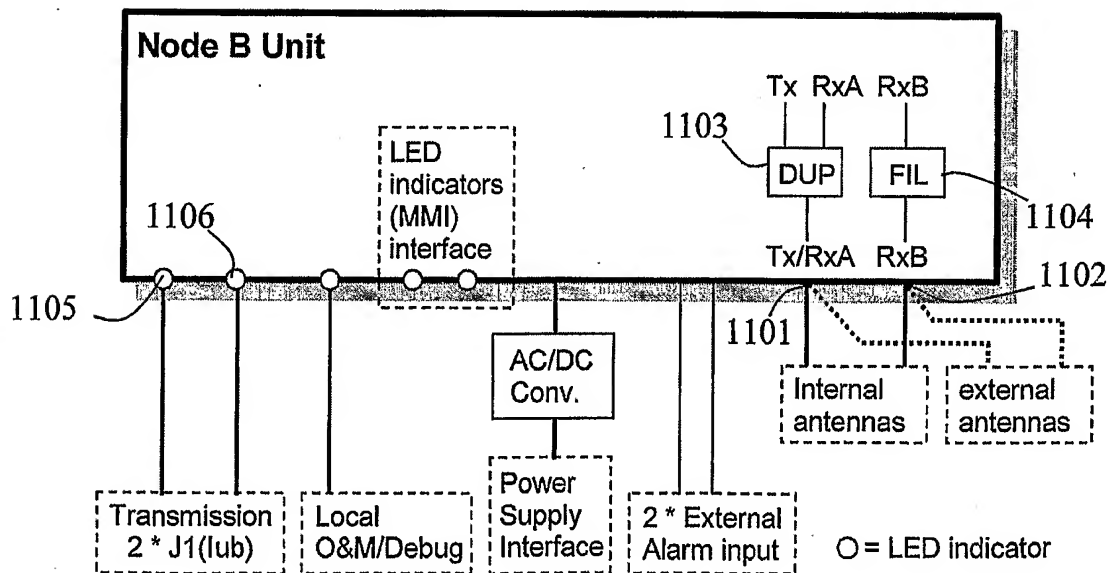 Node B Unit
Tx RxA RxB
1103
DUP
FIL
1104
LED
indicators
(MMI)
interface
1106
Tx/RxA RxB
1102
1105
1101
AC/DC
Conv.
Internal
antennas
external
antennas
Transmission
2 * J1(Iub)
Local
O&M/Debug
Power
Supply
Interface
2 * External
Alarm input
O = LED indicator